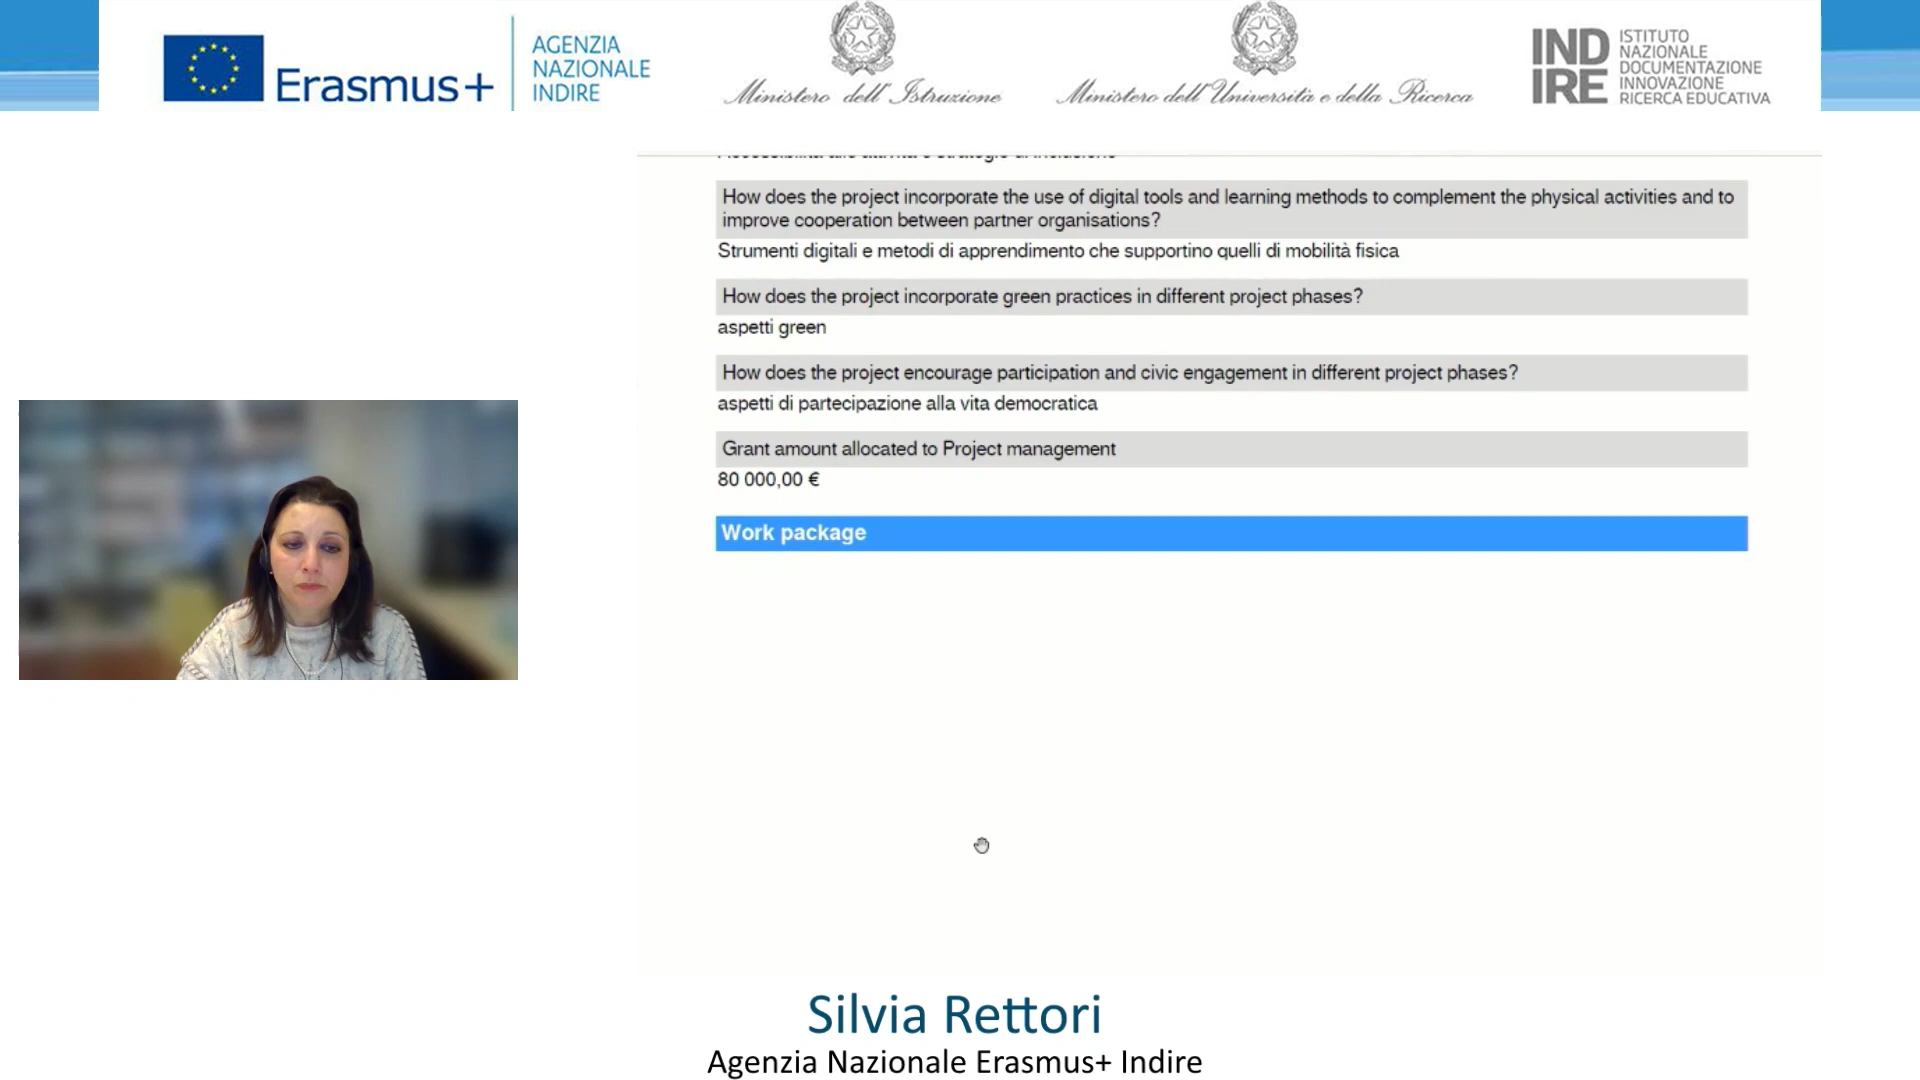 Erasmus+
AGENZIA
NAZIONALE
INDIRE
Ministero dell'Istruzione
Ministero dell'Università e della Ricerca
IND
IRE
ISTITUTO
NAZIONALE
DOCUMENTAZIONE
INNOVAZIONE
RICERCA EDUCATIVA
How does the project incorporate the use of digital tools and learning methods to complement the physical activities and to
improve cooperation between partner organisations?
Strumenti digitali e metodi di apprendimento che supportino quelli di mobilità fisica
How does the project incorporate green practices in different project phases?
aspetti green
How does the project encourage participation and civic engagement in different project phases?
aspetti di partecipazione alla vita democratica
Grant amount allocated to Project management
80 000,00 €
Work package
Silvia Rettori
Agenzia Nazionale Erasmus+ Indire